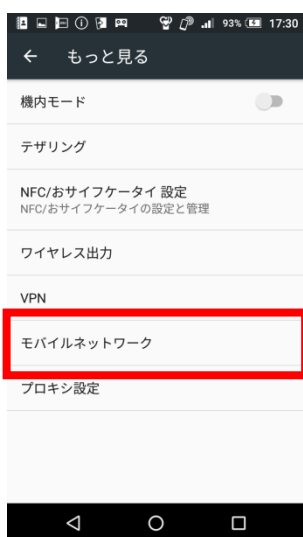 93% 17:30
もっと見る
機内モード
テザリング
NFC/おサイフケータイ 設定
NFC/おサイフケータイの設定と管理
ワイヤレス出力
VPN
モバイルネットワーク
プロキシ設定